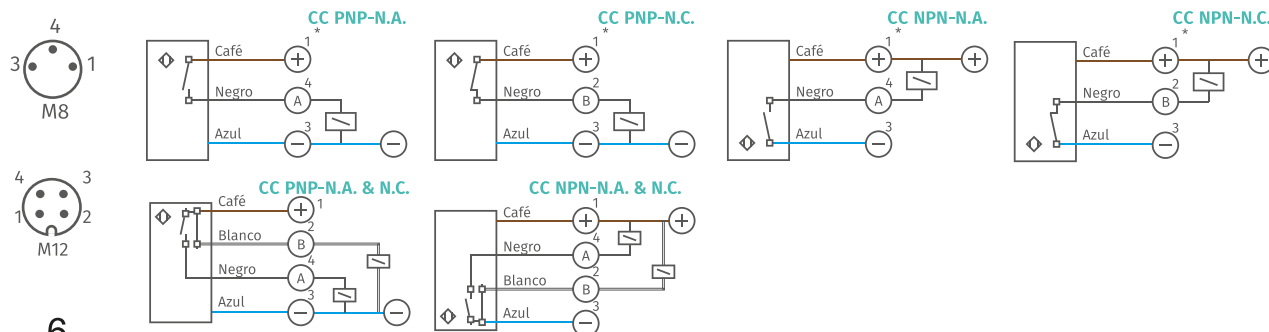 4
3 1
M8
CC PNP-N.A.
1 *
Café +
4
Negro A
3
Azul − −
CC PNP-N.C.
1 *
Café +
2
Negro B
3
Azul − −
CC NPN-N.A.
1 *
Café + +
4
Negro A
3
Azul −
CC NPN-N.C.
1 *
Café + +
2
Negro B
3
Azul −
4 3
1 2
M12
CC PNP-N.A. & N.C.
Café + 1
2
Blanco B
4
Negro A
3
Azul − −
CC NPN-N.A. & N.C.
1
Café + +
4
Negro A
2
Blanco B
3
Azul −
6